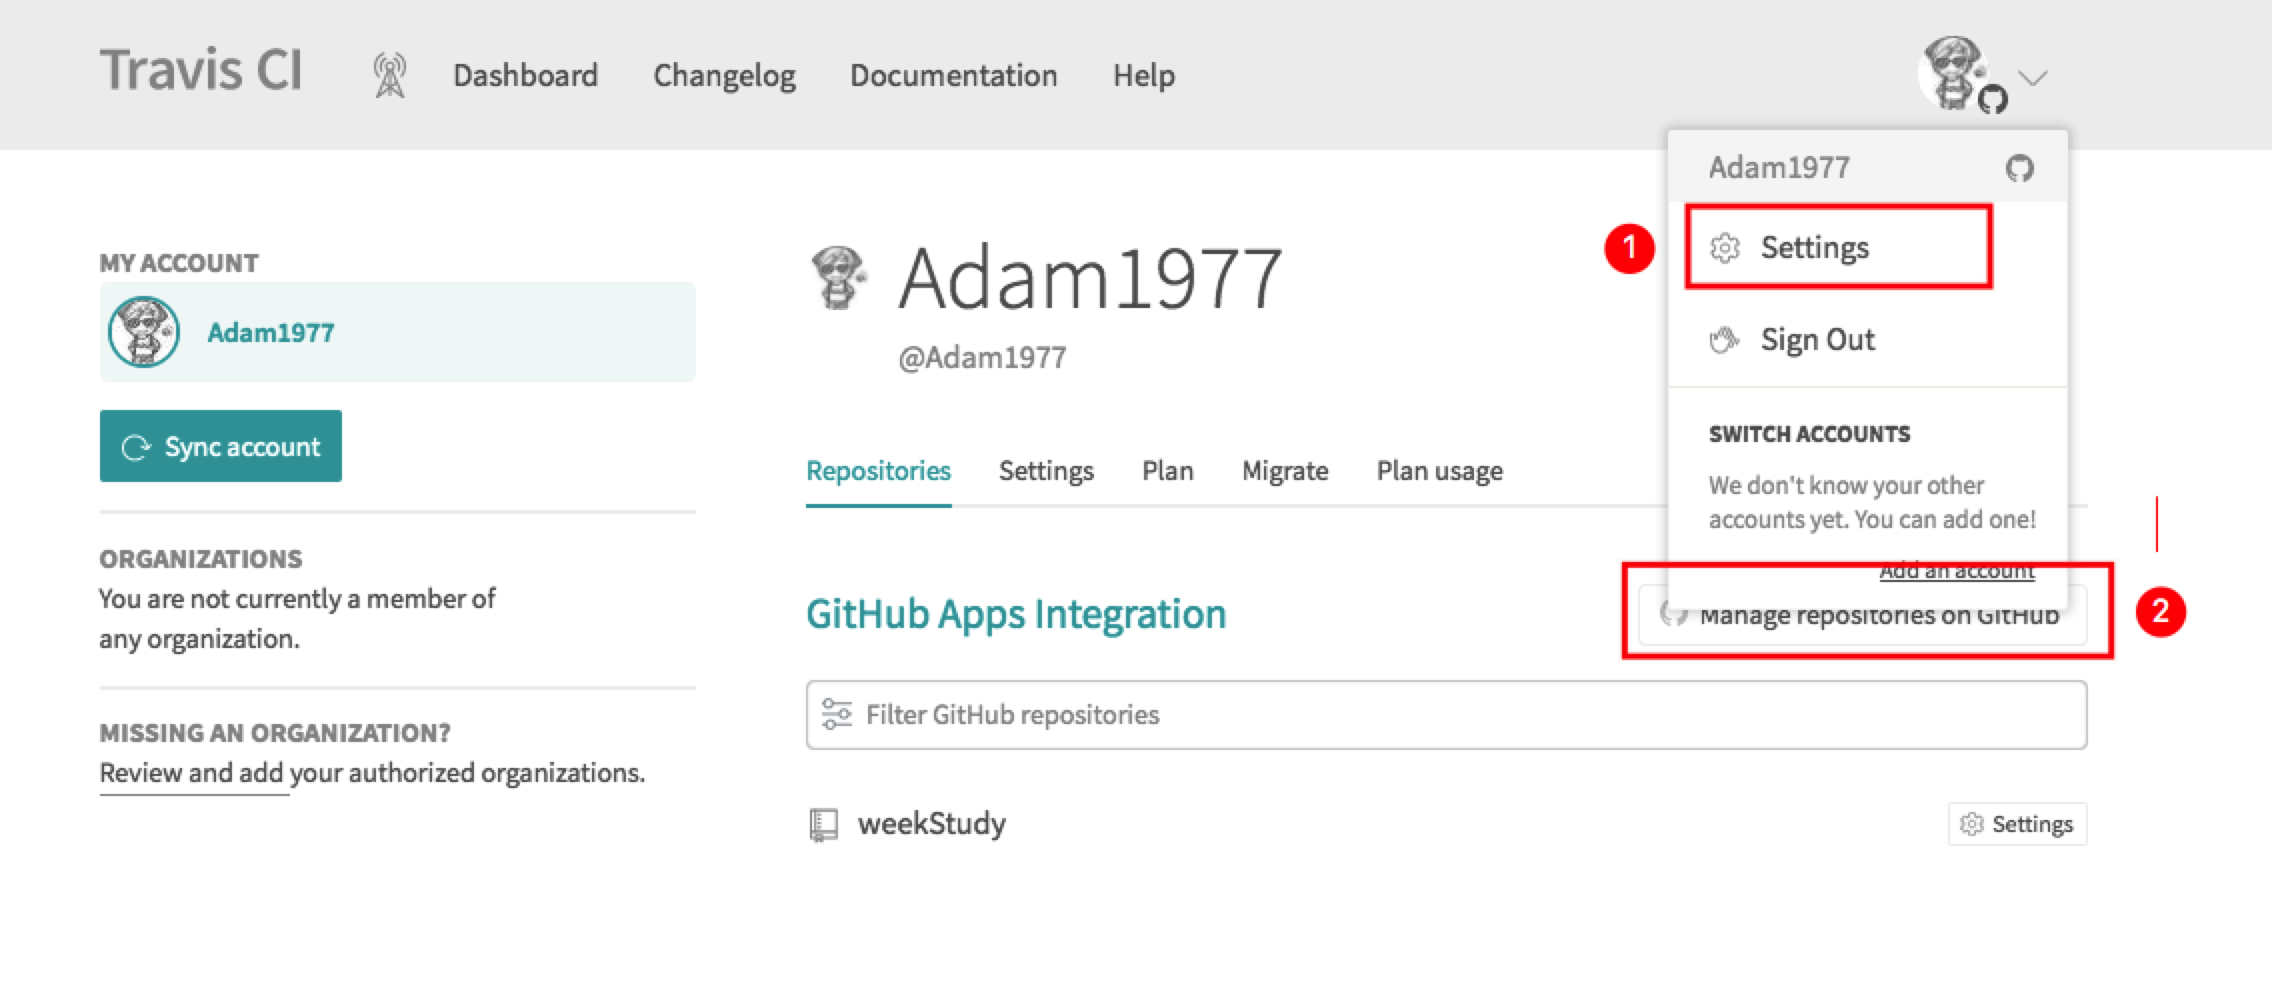 Travis CI
Dashboard
Changelog
Documentation
Help
Adam1977
1
Settings
Sign Out
SWITCH ACCOUNTS
We don't know your other
accounts yet. You can add one!
Add an account
MY ACCOUNT
Adam1977
Sync account
ORGANIZATIONS
You are not currently a member of
any organization.
MISSING AN ORGANIZATION?
Review and add your authorized organizations.
Adam1977
@Adam1977
Repositories
Settings
Plan
Migrate
Plan usage
GitHub Apps Integration
Manage repositories on GitHub
2
Filter GitHub repositories
weekStudy
Settings